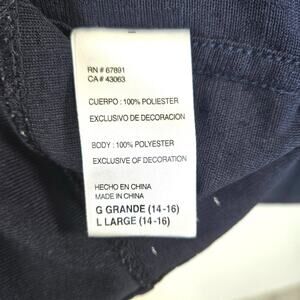 RN # 67891
CA # 43063
CUERPO : 100% POLIESTER
EXCLUSIVO DE DECORACION
BODY : 100% POLYESTER
EXCLUSIVE OF DECORATION
HECHO EN CHINA
MADE IN CHINA
G GRANDE (14-16)
L LARGE (14-16)